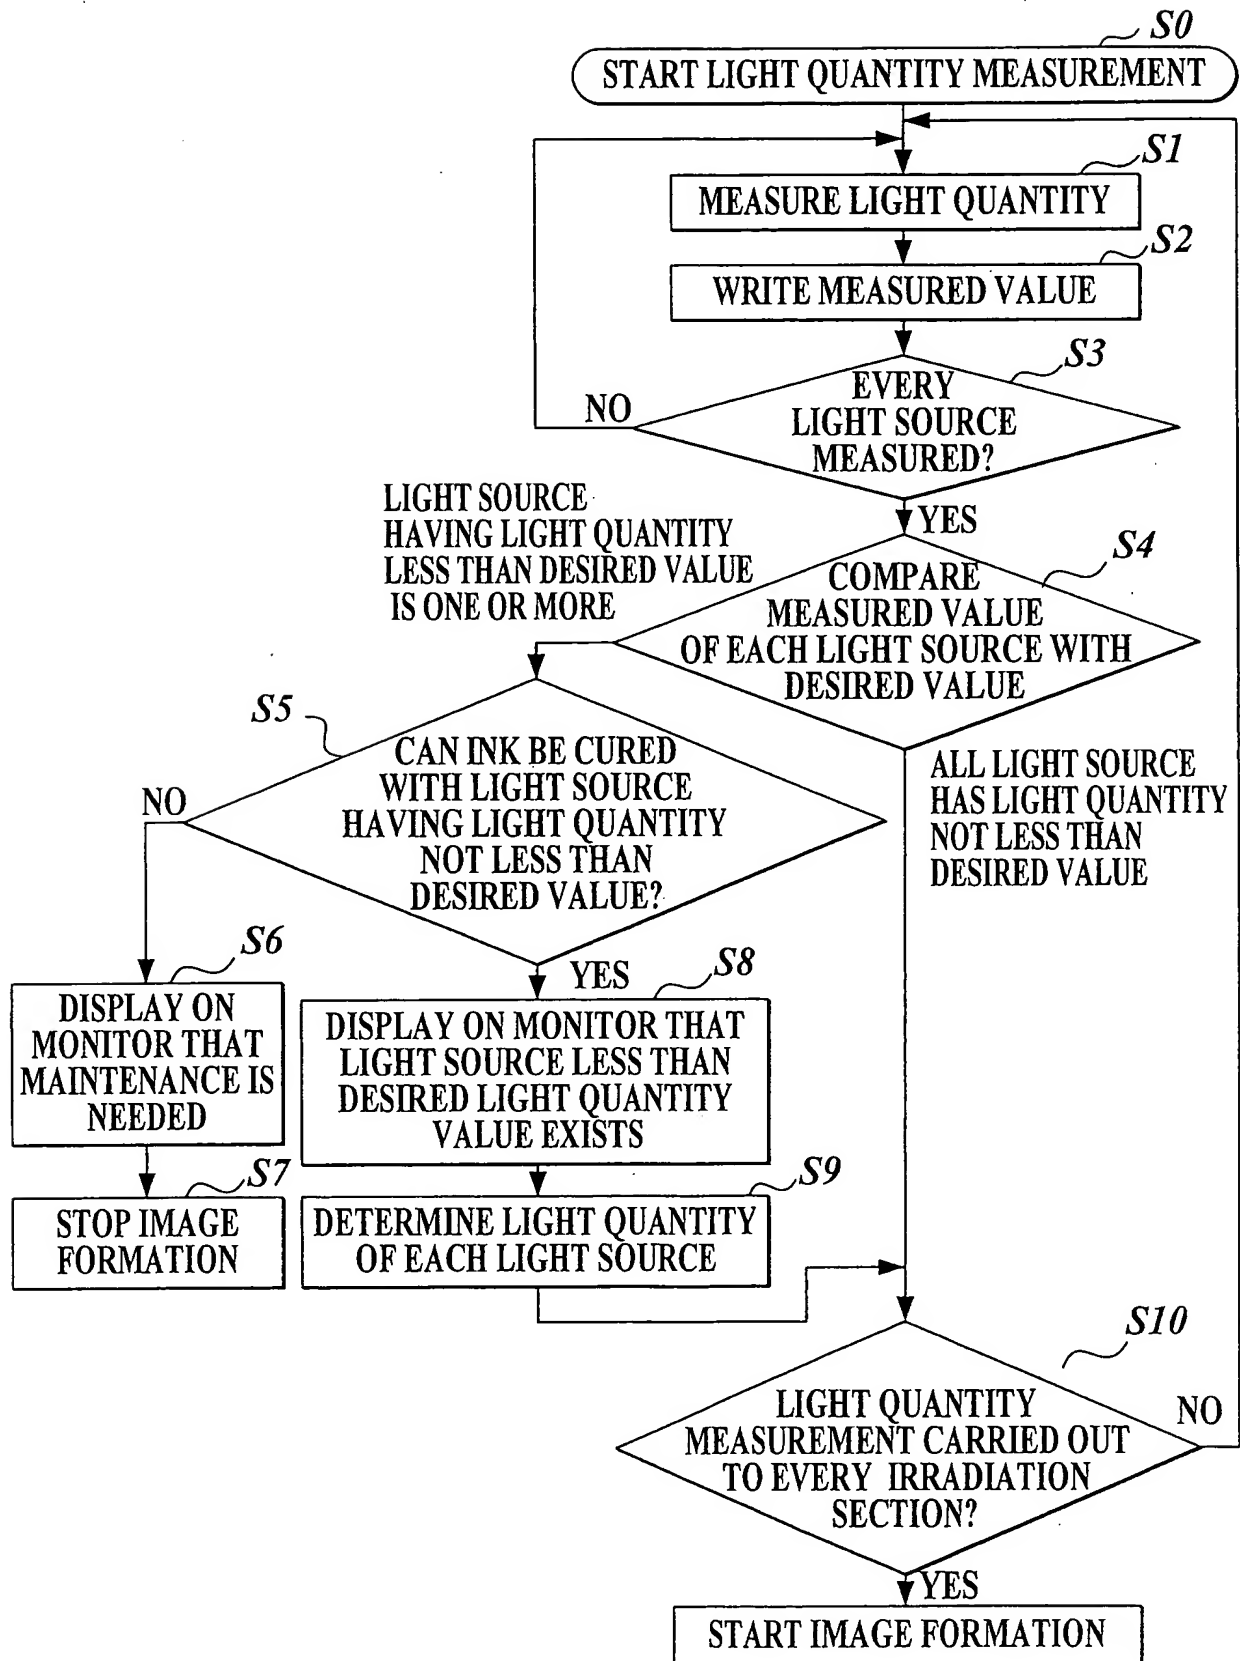 S0
START LIGHT QUANTITY MEASUREMENT
S1
MEASURE LIGHT QUANTITY
S2
WRITE MEASURED VALUE
S3
EVERY
LIGHT SOURCE
MEASURED?
NO
YES
LIGHT SOURCE
HAVING LIGHT QUANTITY
LESS THAN DESIRED VALUE
IS ONE OR MORE
S4
COMPARE
MEASURED VALUE
OF EACH LIGHT SOURCE WITH
DESIRED VALUE
ALL LIGHT SOURCE
HAS LIGHT QUANTITY
NOT LESS THAN
DESIRED VALUE
S5
CAN INK BE CURED
WITH LIGHT SOURCE
HAVING LIGHT QUANTITY
NOT LESS THAN
DESIRED VALUE?
NO
YES
S6
DISPLAY ON
MONITOR THAT
MAINTENANCE IS
NEEDED
S7
STOP IMAGE
FORMATION
S8
DISPLAY ON MONITOR THAT
LIGHT SOURCE LESS THAN
DESIRED LIGHT QUANTITY
VALUE EXISTS
S9
DETERMINE LIGHT QUANTITY
OF EACH LIGHT SOURCE
S10
LIGHT QUANTITY
MEASUREMENT CARRIED OUT
TO EVERY IRRADIATION
SECTION?
NO
YES
START IMAGE FORMATION